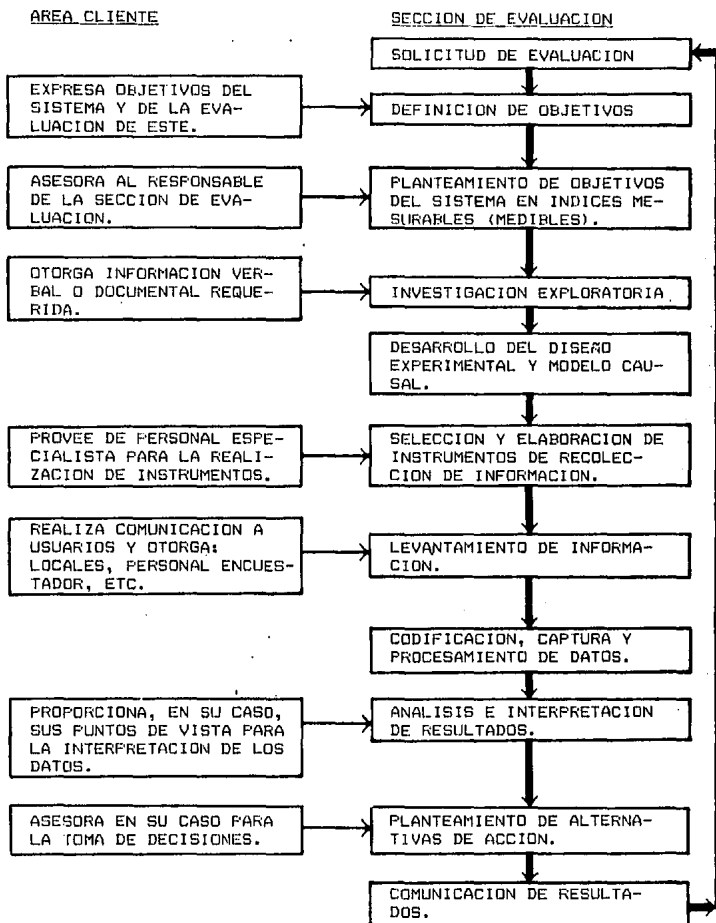 AREA CLIENTE
SECCION DE EVALUACION
SOLICITUD DE EVALUACION
EXPRESA OBJETIVOS DEL
SISTEMA Y DE LA EVA-
LUACION DE ESTE.
DEFINICION DE OBJETIVOS
ASESORA AL RESPONSABLE
DE LA SECCION DE EVA-
LUACION.
PLANTEAMIENTO DE OBJETIVOS
DEL SISTEMA EN INDICES ME-
SURABLES (MEDIBLES).
OTORGA INFORMACION VER-
BAL O DOCUMENTAL REQUE-
RIDA.
INVESTIGACION EXPLORATORIA
DESARROLLO DEL DISEÑO
EXPERIMENTAL Y MODELO CAU-
SAL.
PROVEE DE PERSONAL ESPE-
CIALISTA PARA LA REALI-
ZACION DE INSTRUMENTOS.
SELECCION Y ELABORACION DE
INSTRUMENTOS DE RECOLEC-
CION DE INFORMACION.
REALIZA COMUNICACION A
USUARIOS Y OTORGA:
LOCALES, PERSONAL ENCUES-
TADOR, ETC.
LEVANTAMIENTO DE INFORMA-
CION.
CODIFICACION, CAPTURA Y
PROCESAMIENTO DE DATOS.
PROPORCIONA, EN SU CASO,
SUS PUNTOS DE VISTA PARA
LA INTERPRETACION DE LOS
DATOS.
ANALISIS E INTERPRETACION
DE RESULTADOS.
ASESORA EN SU CASO PARA
LA TOMA DE DECISIONES.
PLANTEAMIENTO DE ALTERNA-
TIVAS DE ACCION.
COMUNICACION DE RESULTA-
DOS.